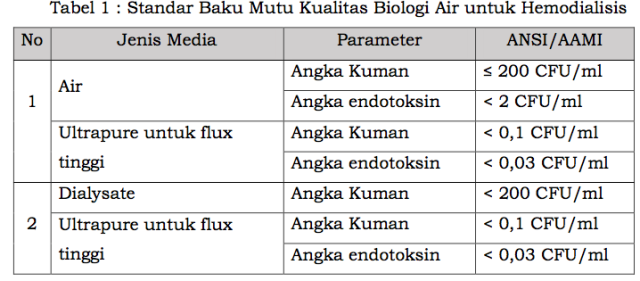 Tabel 1 : Standar Baku Mutu Kualitas Biologi Air untuk Hemodialisis
No Jenis Media Parameter ANSI/AAMI
1 Air Angka Kuman ≤ 200 CFU/ml
Angka endotoksin < 2 CFU/ml
Ultrapure untuk flux Angka Kuman < 0,1 CFU/ml
tinggi Angka endotoksin < 0,03 CFU/ml
2 Dialysate Angka Kuman < 200 CFU/ml
Ultrapure untuk flux Angka Kuman < 0,1 CFU/ml
tinggi Angka endotoksin < 0,03 CFU/ml